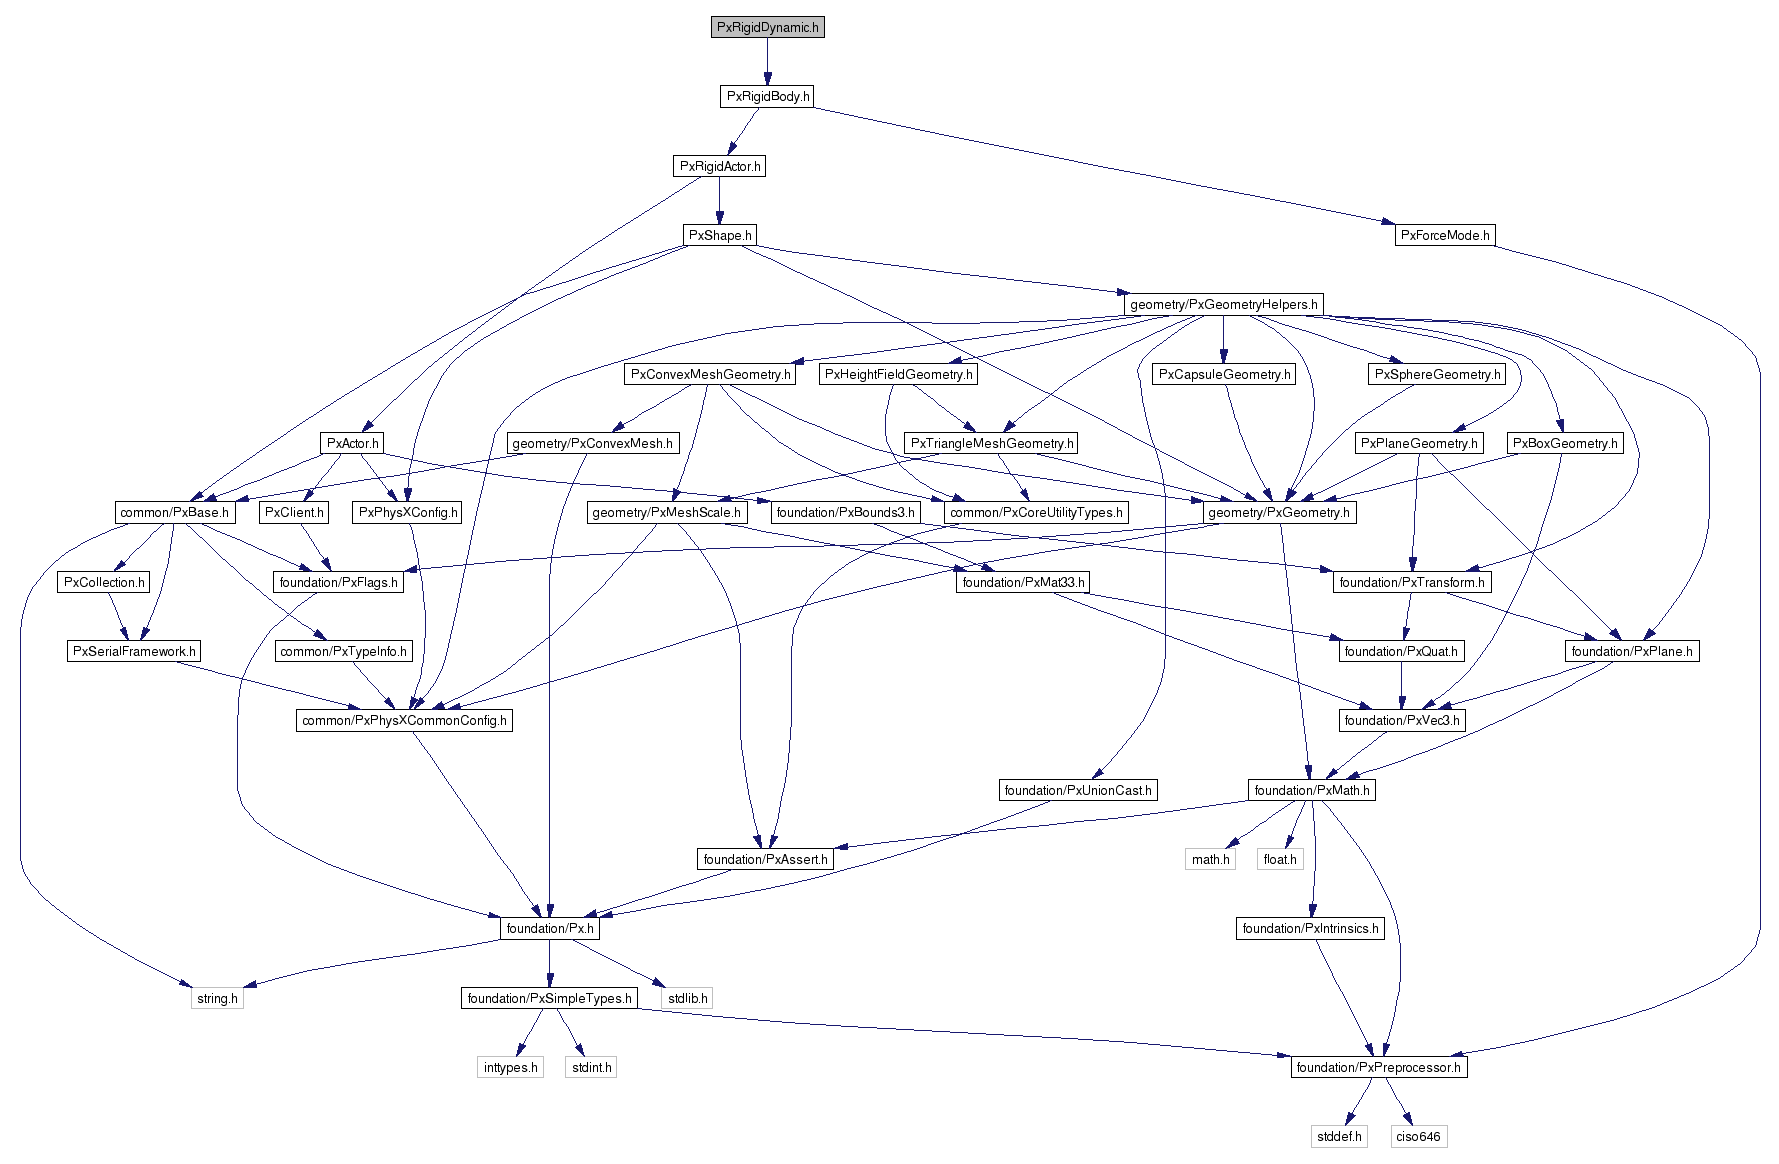 PxRigidDynamic.h
PxRigidBody.h
PxRigidActor.h
PxShape.h
PxForceMode.h
geometry/PxGeometryHelpers.h
PxConvexMeshGeometry.h
PxHeightFieldGeometry.h
PxCapsuleGeometry.h
PxSphereGeometry.h
PxActor.h
geometry/PxConvexMesh.h
PxTriangleMeshGeometry.h
PxPlaneGeometry.h
PxBoxGeometry.h
common/PxBase.h
PxClient.h
PxPhysXConfig.h
geometry/PxMeshScale.h
foundation/PxBounds3.h
common/PxCoreUtilityTypes.h
geometry/PxGeometry.h
PxCollection.h
foundation/PxFlags.h
foundation/PxMat33.h
foundation/PxTransform.h
PxSerialFramework.h
common/PxTypeInfo.h
foundation/PxQuat.h
foundation/PxPlane.h
common/PxPhysXCommonConfig.h
foundation/PxVec3.h
foundation/PxUnionCast.h
foundation/PxMath.h
foundation/PxAssert.h
math.h
float.h
foundation/Px.h
foundation/PxIntrinsics.h
string.h
foundation/PxSimpleTypes.h
stdlib.h
inttypes.h
stdint.h
foundation/PxPreprocessor.h
stddef.h
ciso646